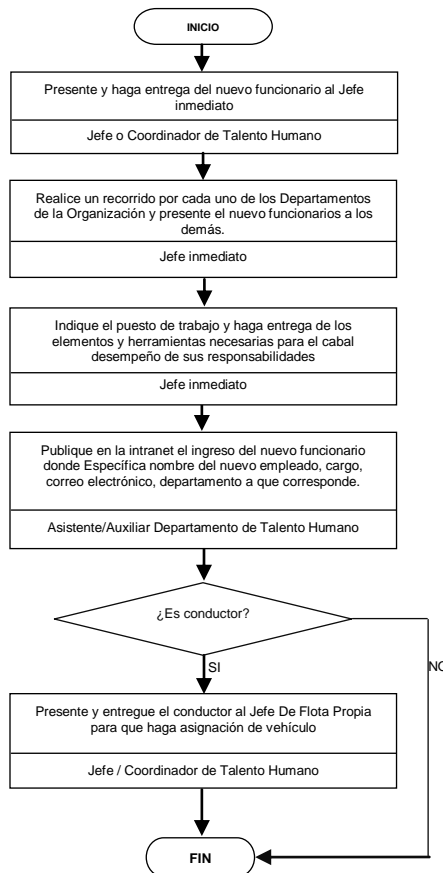 INICIO
Presente y haga entrega del nuevo funcionario al Jefe
inmediato
Jefe o Coordinador de Talento Humano
Realice un recorrido por cada uno de los Departamentos
de la Organización y presente el nuevo funcionarios a los
demás.
Jefe inmediato
Indique el puesto de trabajo y haga entrega de los
elementos y herramientas necesarias para el cabal
desempeño de sus responsabilidades
Jefe inmediato
Publique en la intranet el ingreso del nuevo funcionario
donde Específica nombre del nuevo empleado, cargo,
correo electrónico, departamento a que corresponde.
Asistente/Auxiliar Departamento de Talento Humano
¿Es conductor?
SI
NO
Presente y entregue el conductor al Jefe De Flota Propia
para que haga asignación de vehículo
Jefe / Coordinador de Talento Humano
FIN